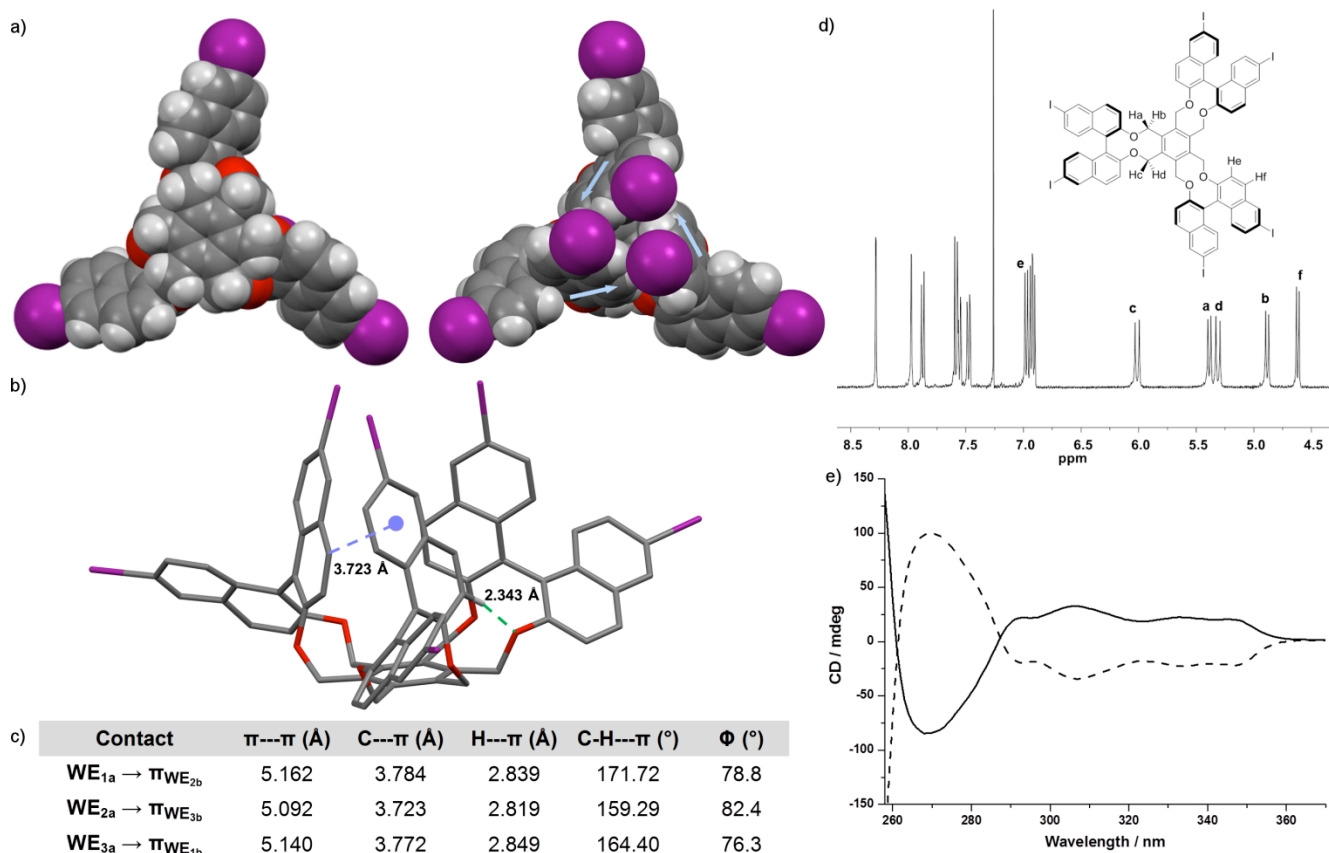 a)
d)
I
I
I
I
I
I
Ha Hb
O
O
O
O
O
O
Hc Hd
He
Hf
e
c
a d
b
f
8.5 8.0 7.5 7.0 6.5 6.0 5.5 5.0 4.5
ppm
b)
3.723 Å
2.343 Å
c)
Contact π---π (Å) C---π (Å) H---π (Å) C-H---π (°) Φ (°)
WE1a → πWE2b 5.162 3.784 2.839 171.72 78.8
WE2a → πWE3b 5.092 3.723 2.819 159.29 82.4
WE3a → πWE1b 5.140 3.772 2.849 164.40 76.3
e)
150
100
50
0
-50
-100
-150
CD / mdeg
260 280 300 320 340 360
Wavelength / nm